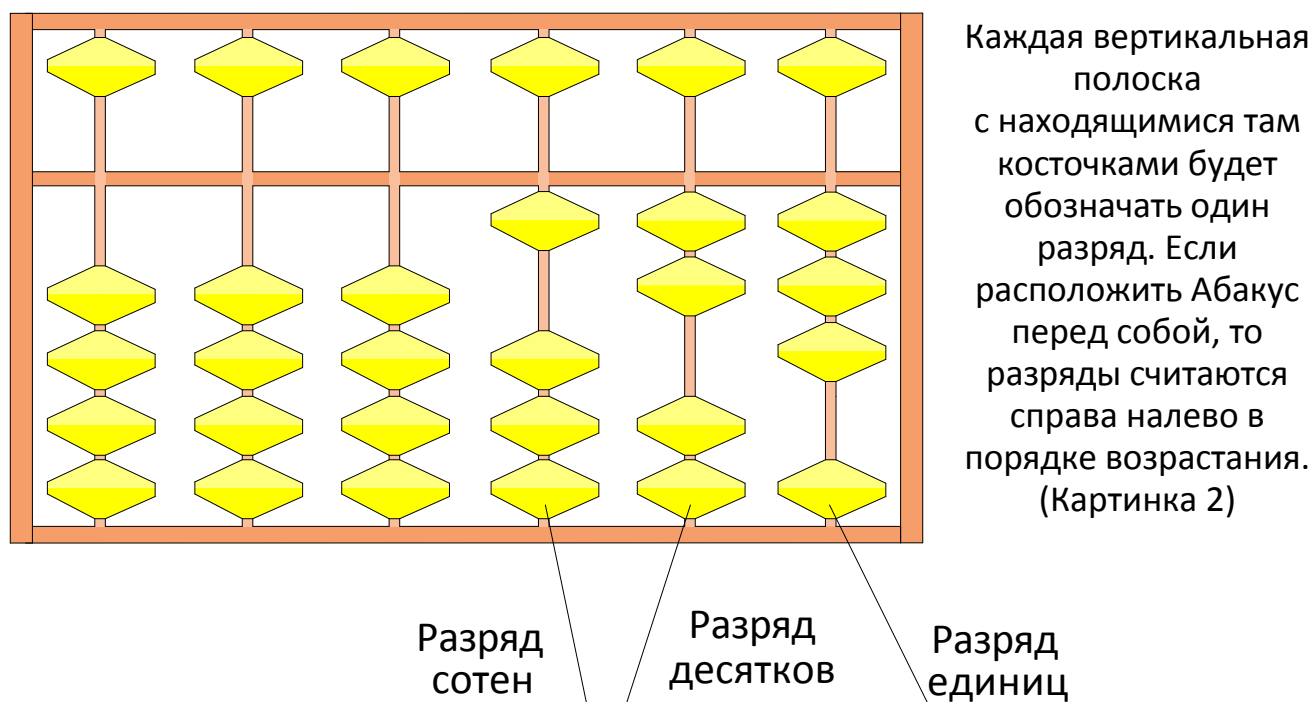 Каждая вертикальная
полоска
с находящимися там
косточками будет
обозначать один
разряд. Если
расположить Абакус
перед собой, то
разряды считаются
справа налево в
порядке возрастания.
(Картинка 2)
Разряд
сотен
Разряд
десятков
Разряд
единиц